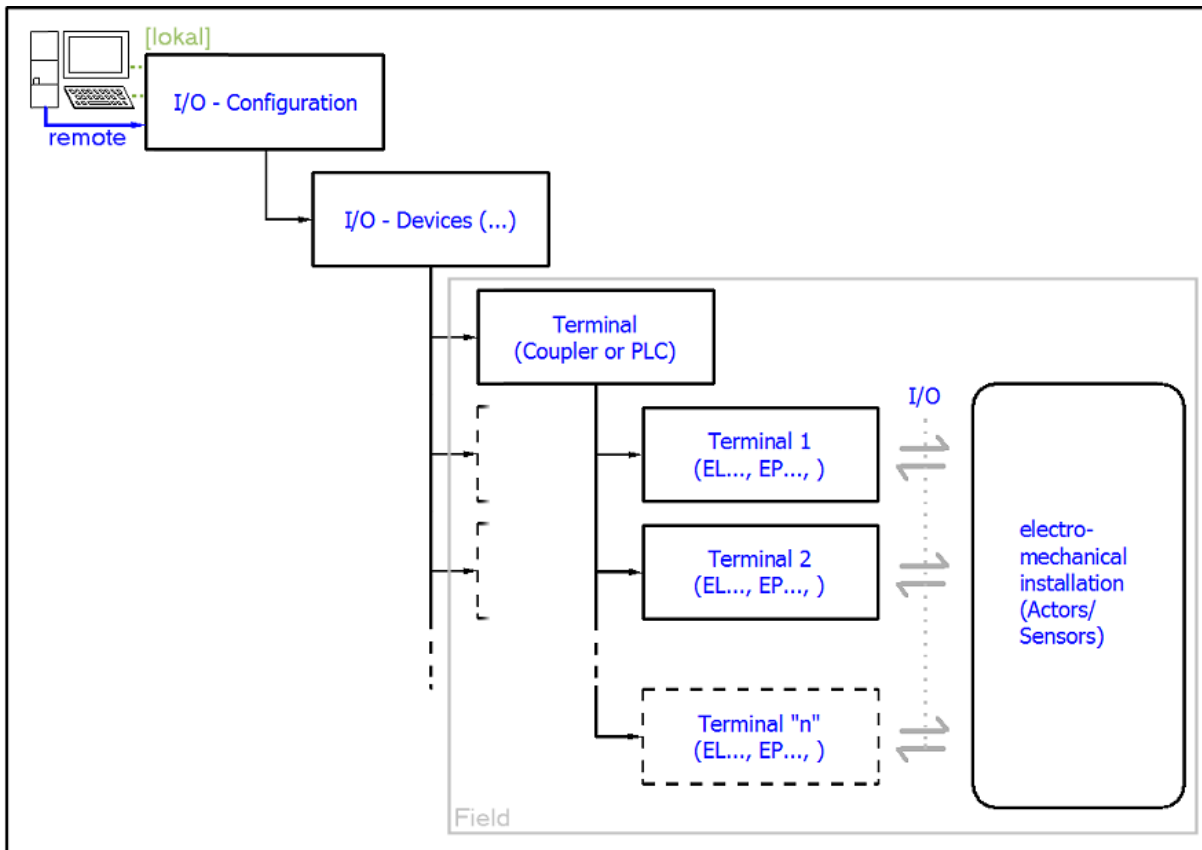 [lokal]
I/O - Configuration
remote
I/O - Devices (...)
Terminal
(Coupler or PLC)
I/O
Terminal 1
(EL..., EP..., )
Terminal 2
(EL..., EP..., )
electro-
mechanical
installation
(Actors/
Sensors)
Terminal "n"
(EL..., EP..., )
Field